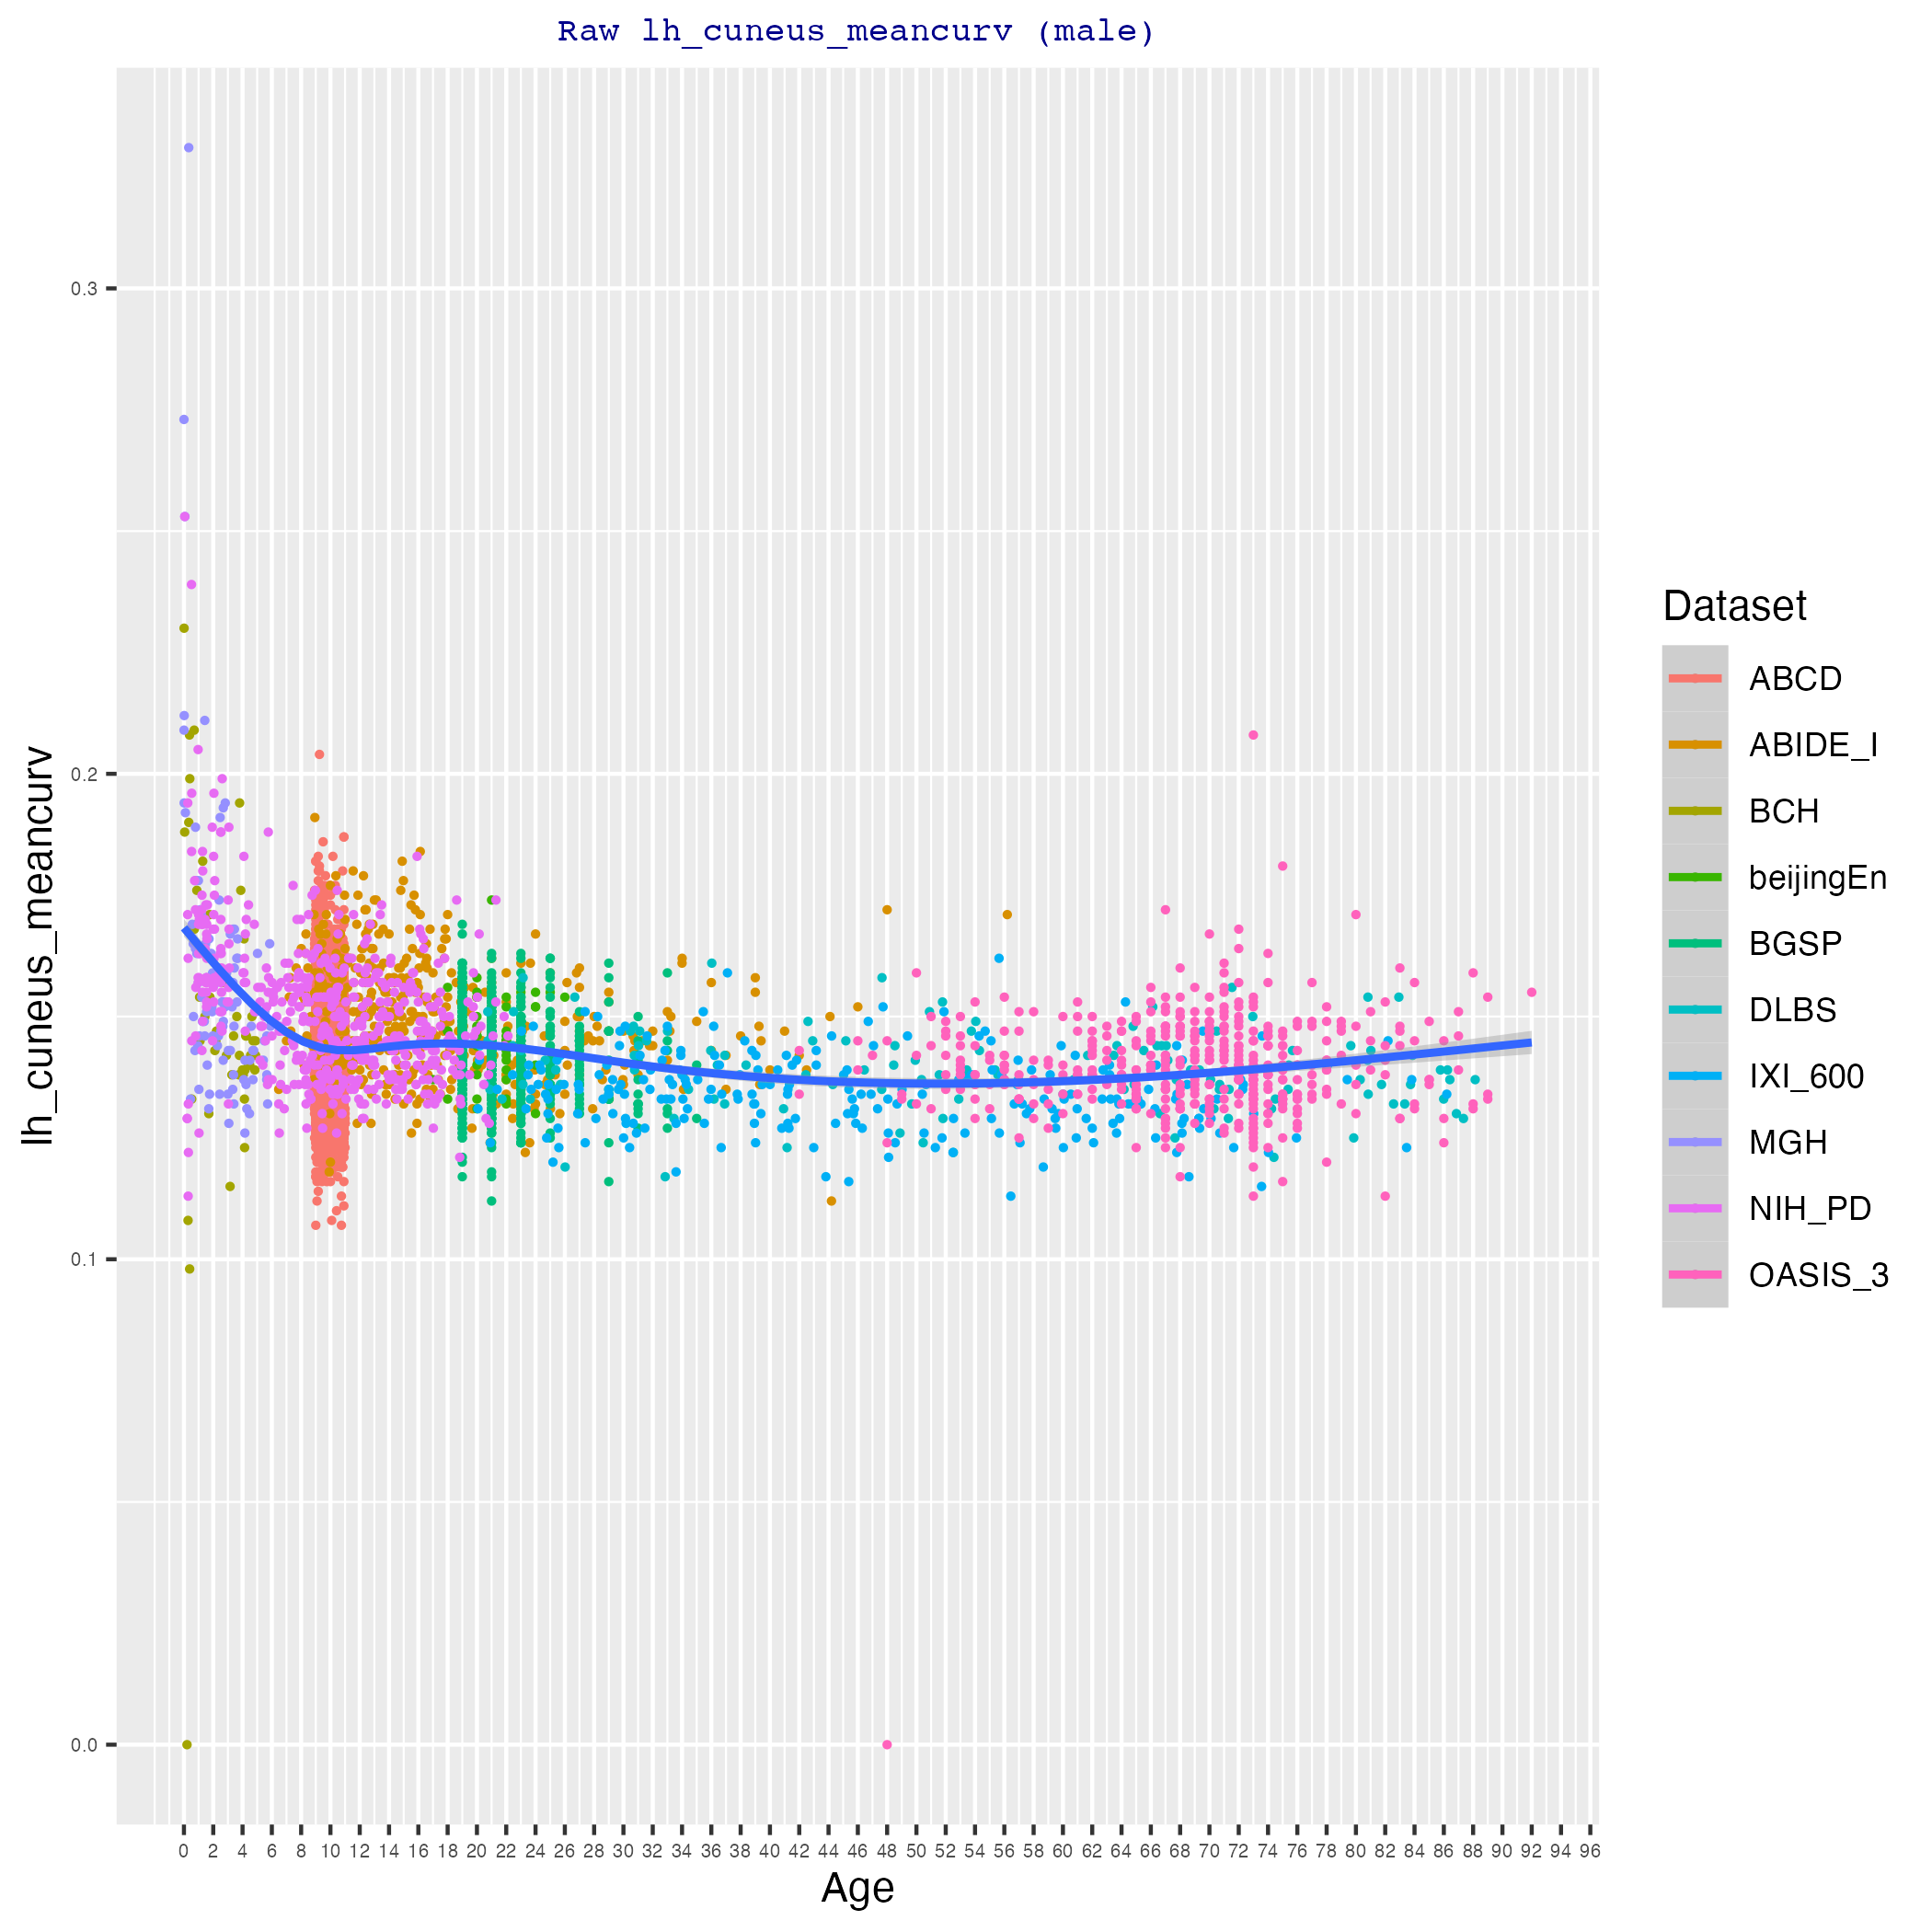 Raw lh_cuneus_meancurv (male)
0.3
0.2
0.1
0.0
lh_cuneus_meancurv
0 2 4 6 8 10 12 14 16 18 20 22 24 26 28 30 32 34 36 38 40 42 44 46 48 50 52 54 56 58 60 62 64 66 68 70 72 74 76 78 80 82 84 86 88 90 92 94 96
Age
Dataset
ABCD
ABIDE_I
BCH
beijingEn
BGSP
DLBS
IXI_600
MGH
NIH_PD
OASIS_3